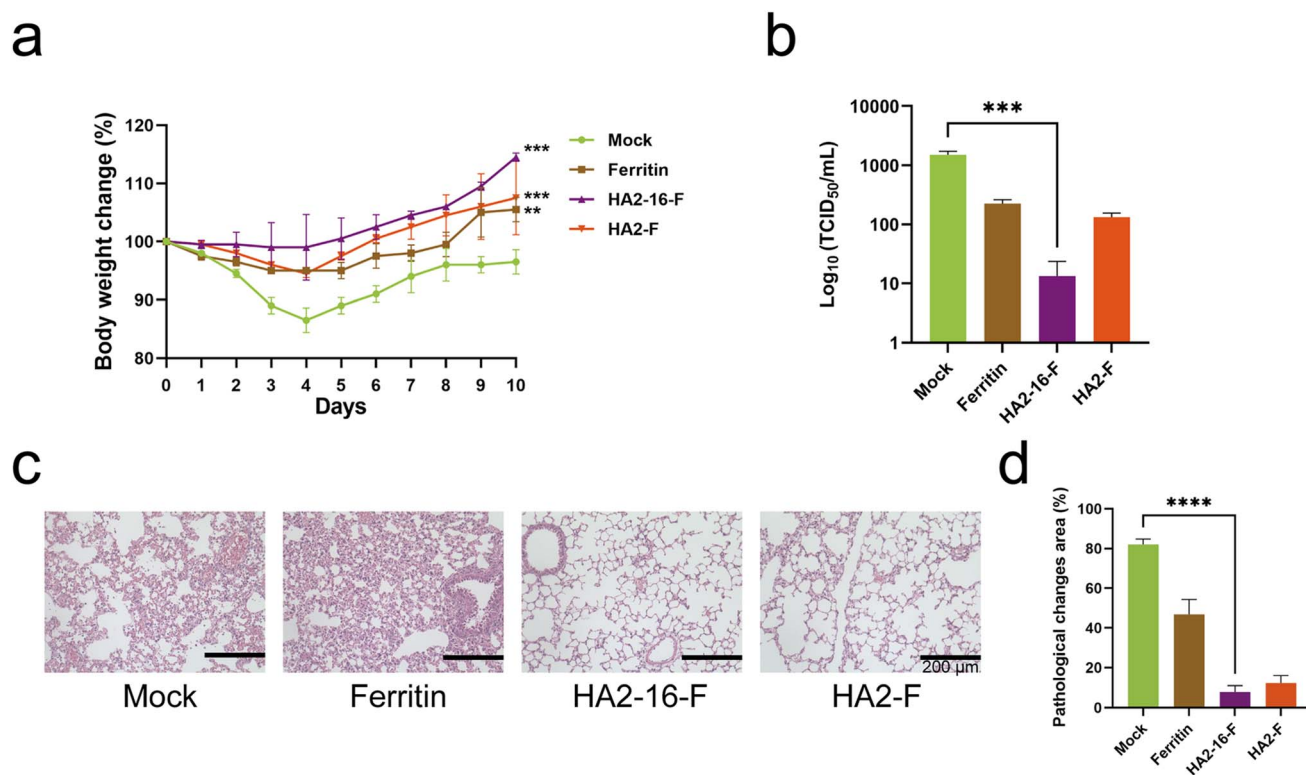 a
Body weight change (%)
120
110
100
90
80
0 1 2 3 4 5 6 7 8 9 10
Days
***
***
**
Mock
Ferritin
HA2-16-F
HA2-F
b
Log₁₀ (TCID₅₀/mL)
10000
1000
100
10
1
***
Mock
Ferritin
HA2-16-F
HA2-F
c
200 μm
Mock
Ferritin
HA2-16-F
HA2-F
d
Pathological changes area (%)
100
80
60
40
20
0
****
Mock
Ferritin
HA2-16-F
HA2-F